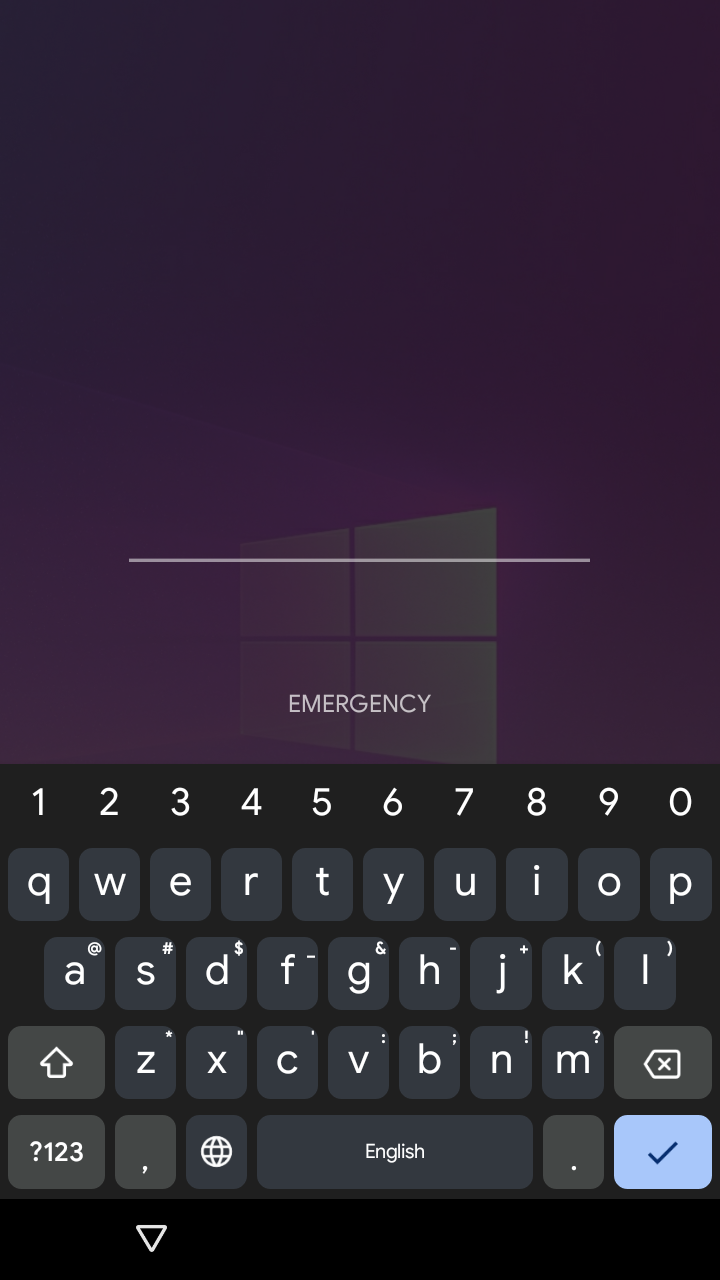 EMERGENCY
1 2 3 4 5 6 7 8 9 0
q w e r t y u i o p
@ # $ _ & - + ( )
a s d f g h j k l
* " ' : ; ! ?
z x c v b n m
?123 , English .